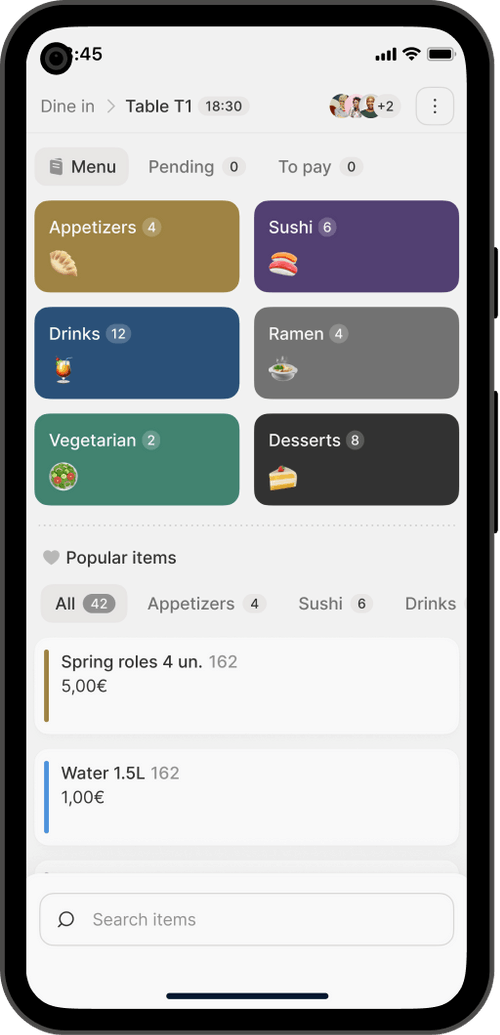 :45
Dine in > Table T1 18:30 +2
Menu Pending 0 To pay 0
Appetizers 4
Sushi 6
Drinks 12
Ramen 4
Vegetarian 2
Desserts 8
Popular items
All 42 Appetizers 4 Sushi 6 Drinks
Spring roles 4 un. 162
5,00€
Water 1.5L 162
1,00€
Search items